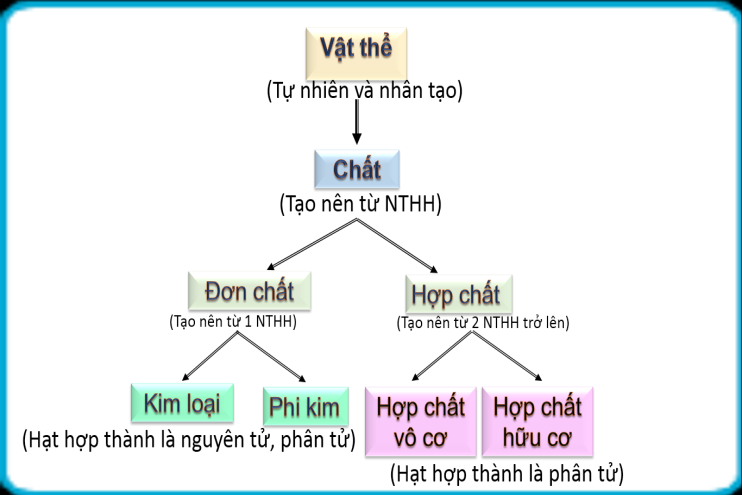 Vật thể
(Tự nhiên và nhân tạo)
Chất
(Tạo nên từ NTHH)
Đơn chất
(Tạo nên từ 1 NTHH)
Hợp chất
(Tạo nên từ 2 NTHH trở lên)
Kim loại
Phi kim
(Hạt hợp thành là nguyên tử, phân tử)
Hợp chất
vô cơ
Hợp chất
hữu cơ
(Hạt hợp thành là phân tử)